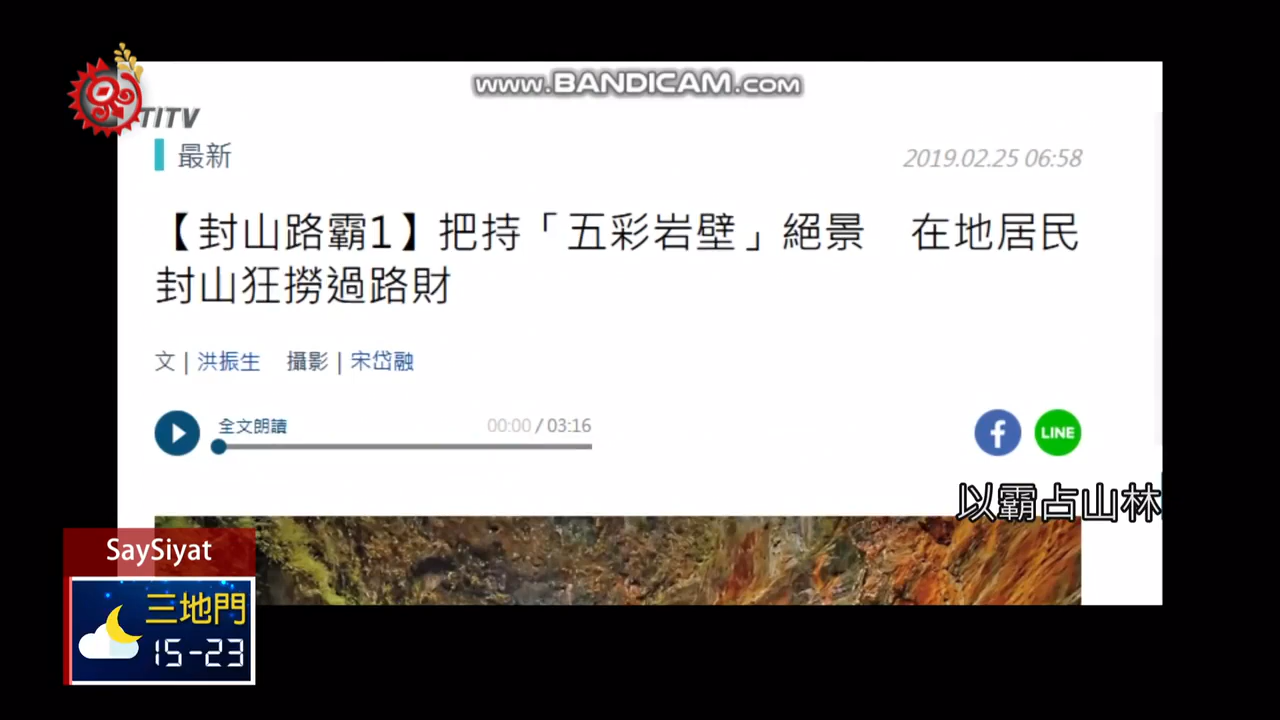 www.BANDICAM.com
TITV
最新
2019.02.25 06:58
【封山路霸1】把持「五彩岩壁」絕景 在地居民
封山狂撈過路財
文 | 洪振生 攝影 | 宋岱融
全文朗讀
00:00 / 03:16
f
LINE
以霸占山林
SaySiyat
三地門
15-23